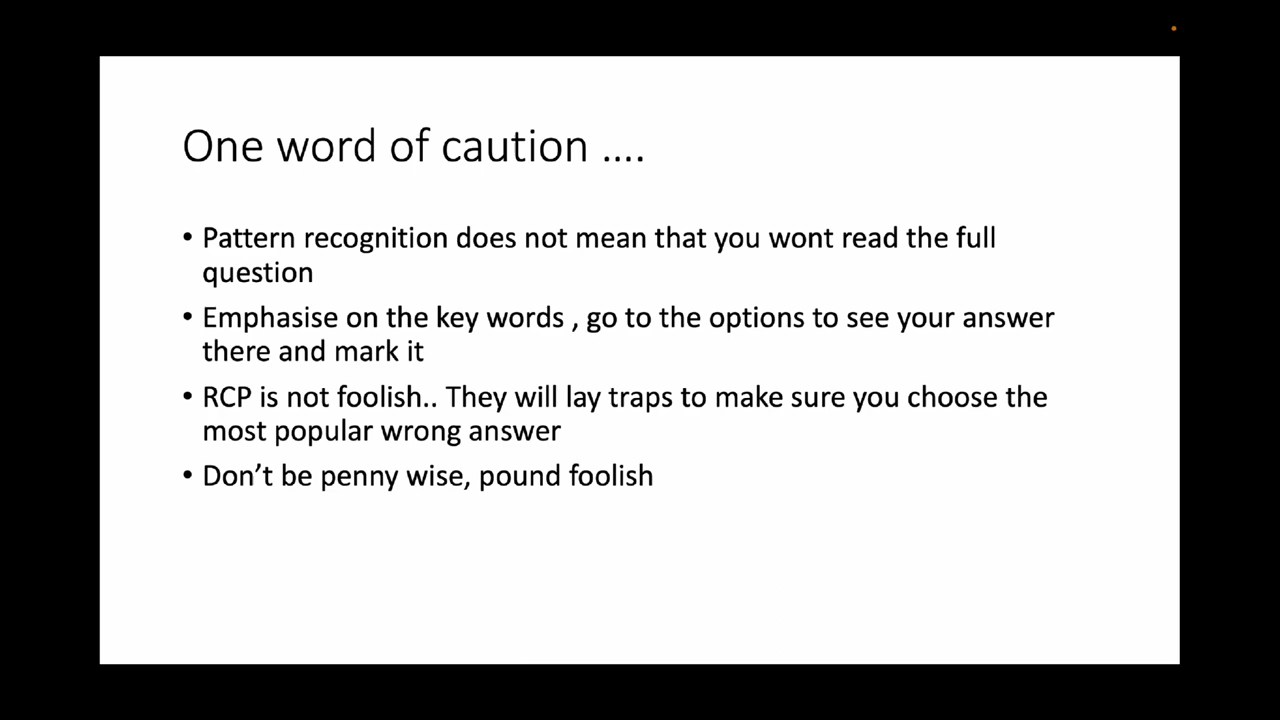 One word of caution ....
• Pattern recognition does not mean that you wont read the full
question
• Emphasise on the key words , go to the options to see your answer
there and mark it
• RCP is not foolish.. They will lay traps to make sure you choose the
most popular wrong answer
• Don’t be penny wise, pound foolish